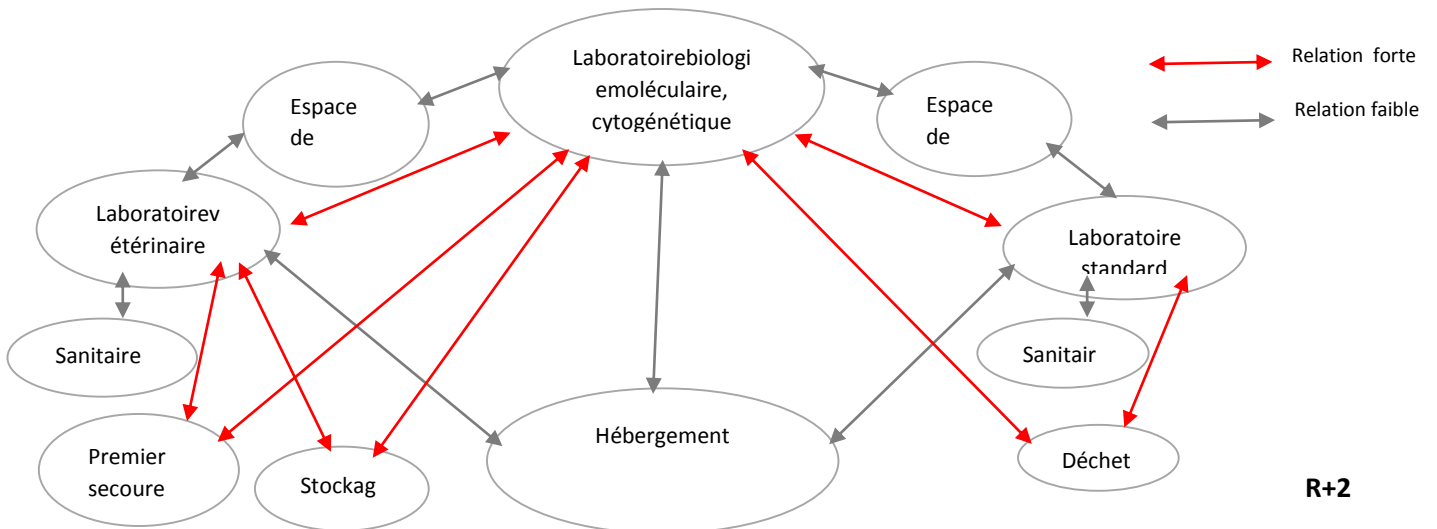 Laboratoirebiologi
emoléculaire,
cytogénétique
Relation  forte
Relation faible
Espace
de
Espace
de
Laboratoirev
étérinaire
Laboratoire
standard
Sanitaire
Sanitair
Premier
secoure
Stockag
Hébergement
Déchet
R+2